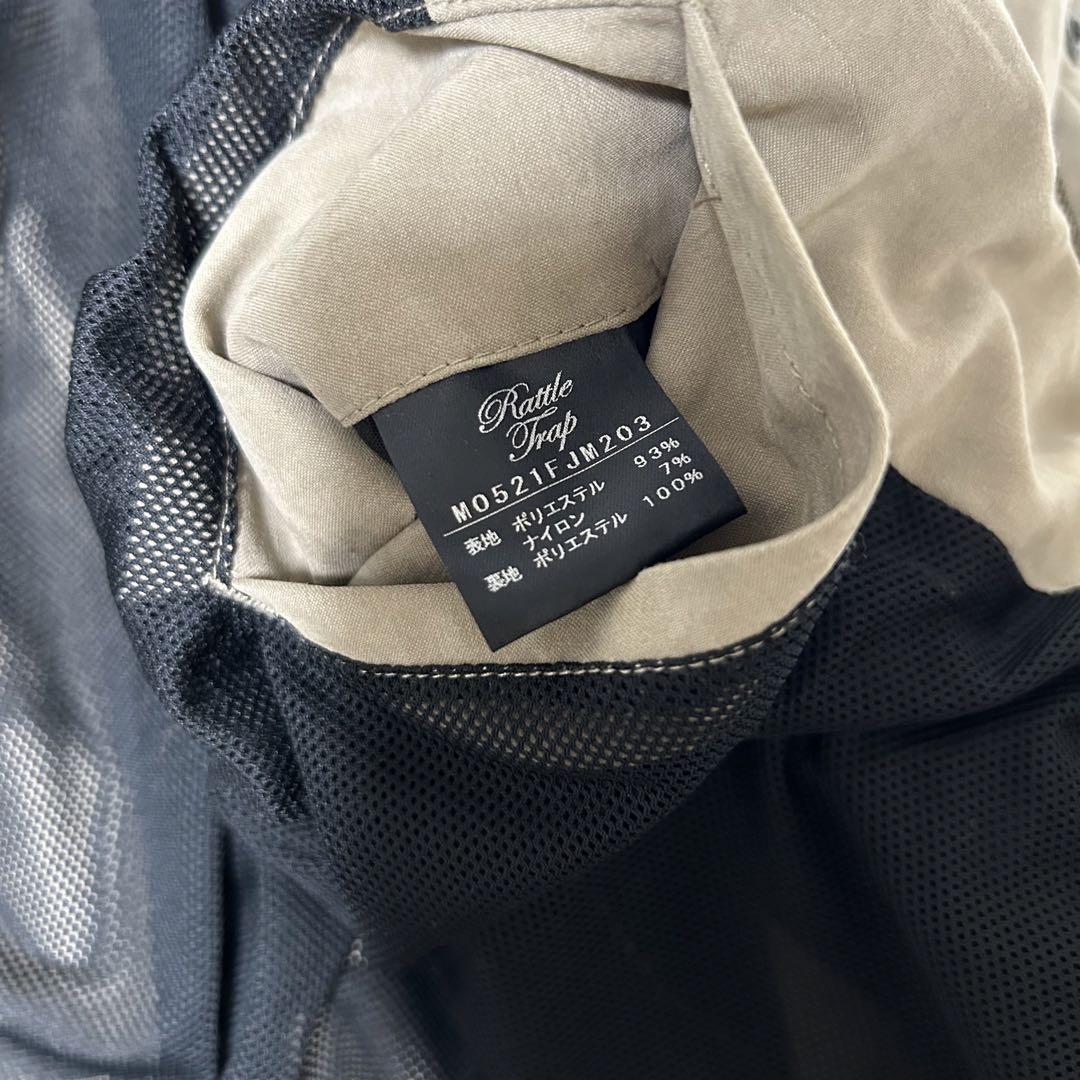 Rattle
Trap
M0521FJM203
表地 ポリエステル 93%
ナイロン 7%
裏地 ポリエステル 100%